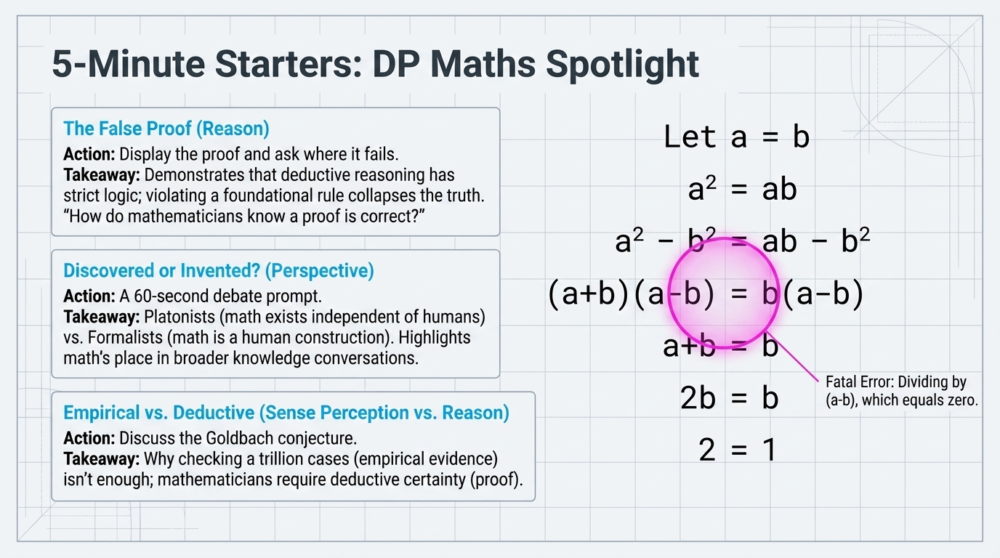 5-Minute Starters: DP Maths Spotlight
The False Proof (Reason)
Action: Display the proof and ask where it fails.
Takeaway: Demonstrates that deductive reasoning has
strict logic; violating a foundational rule collapses the truth.
“How do mathematicians know a proof is correct?”
Discovered or Invented? (Perspective)
Action: A 60-second debate prompt.
Takeaway: Platonists (math exists independent of humans)
vs. Formalists (math is a human construction). Highlights
math's place in broader knowledge conversations.
Empirical vs. Deductive (Sense Perception vs. Reason)
Action: Discuss the Goldbach conjecture.
Takeaway: Why checking a trillion cases (empirical evidence)
isn't enough; mathematicians require deductive certainty (proof).
Let a = b
a² = ab
a² − b² = ab − b²
(a+b)(a−b) = b(a−b)
a+b = b
2b = b
2 = 1
Fatal Error: Dividing by
(a-b), which equals zero.